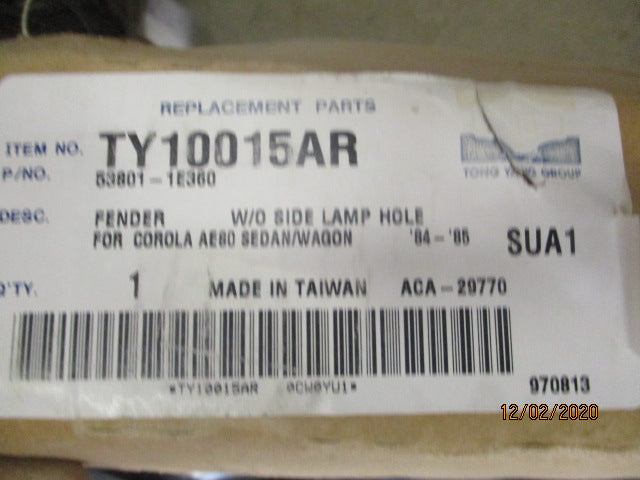 REPLACEMENT PARTS
ITEM NO. TY10015AR
TONG YANG GROUP
P/NO. 53801-1E360
DESC. FENDER W/O SIDE LAMP HOLE
FOR COROLA AE80 SEDAN/WAGON '84-'85 SUA1
Q'TY. 1 MADE IN TAIWAN ACA-29770
*TY10015AR 0CW0YU1*
970813
12/02/2020